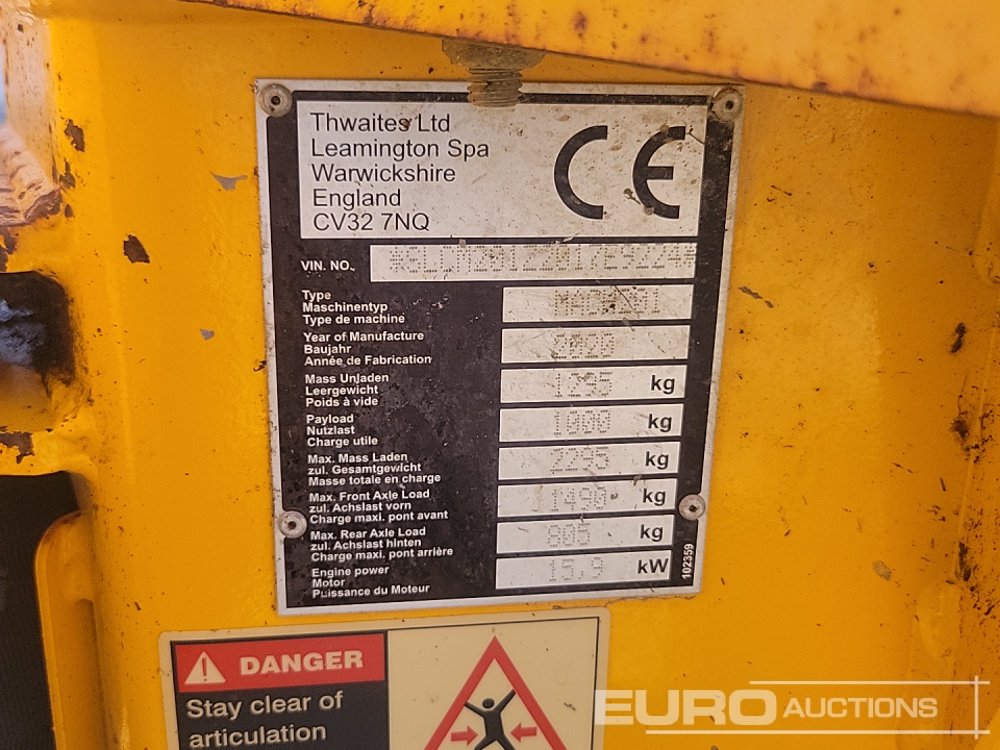 Thwaites Ltd
Leamington Spa
Warwickshire
England
CV32 7NQ
CE
VIN. NO.
Type
Maschinentyp
Type de machine
Year of Manufacture
Baujahr
Année de Fabrication
2020
Mass Unladen
Leergewicht
Poids à vide
kg
Payload
Nutzlast
Charge utile
1000 kg
Max. Mass Laden
zul. Gesamtgewicht
Masse totale en charge
2295 kg
Max. Front Axle Load
zul. Achslast vorn
Charge maxi. pont avant
1490 kg
Max. Rear Axle Load
zul. Achslast hinten
Charge maxi. pont arrière
805 kg
Engine power
Motor
Puissance du Moteur
15.9 kW
102359
DANGER
Stay clear of
articulation
EURO AUCTIONS